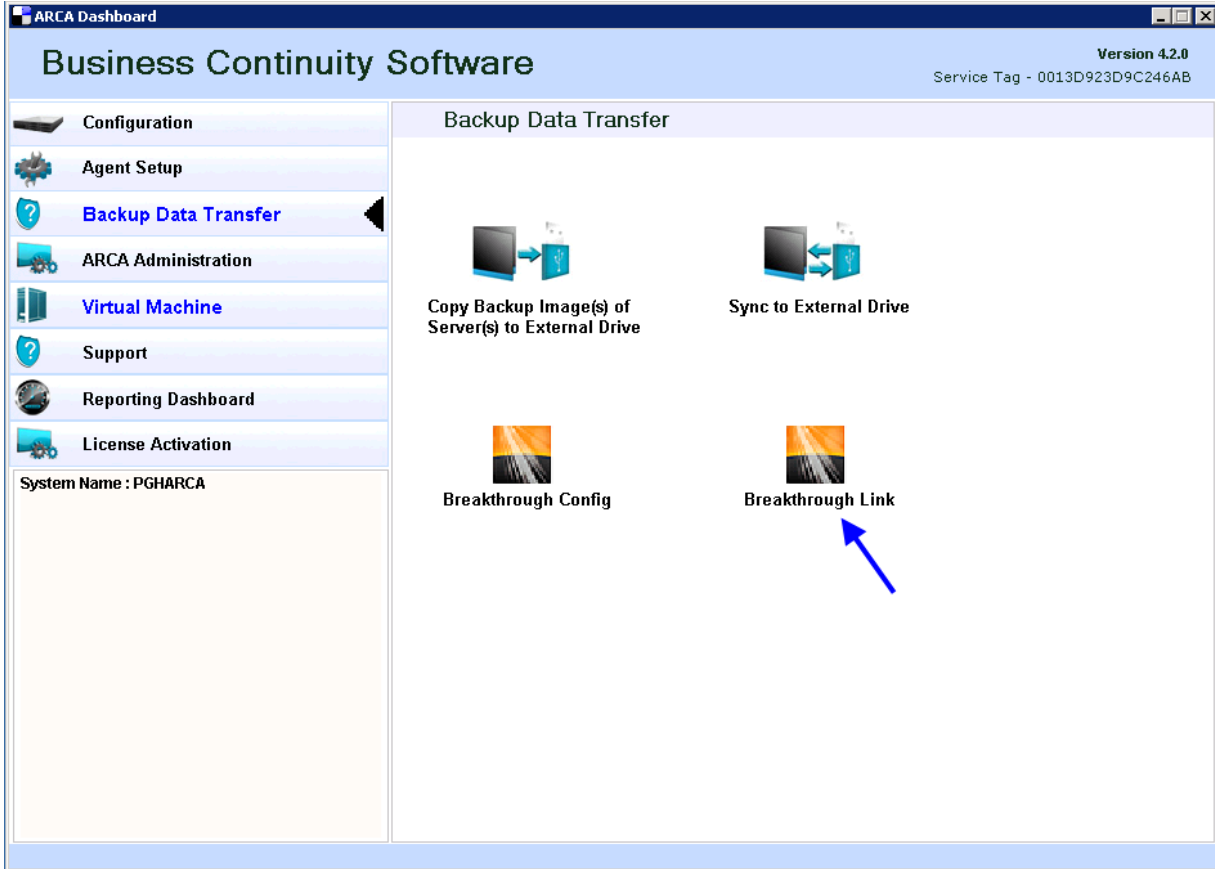 ARCA Dashboard
Business Continuity Software
Version 4.2.0
Service Tag - 0013D923D9C246AB
Configuration
Agent Setup
Backup Data Transfer
ARCA Administration
Virtual Machine
Support
Reporting Dashboard
License Activation
System Name : PGHARCA
Backup Data Transfer
Copy Backup Image(s) of
Server(s) to External Drive
Sync to External Drive
Breakthrough Config
Breakthrough Link